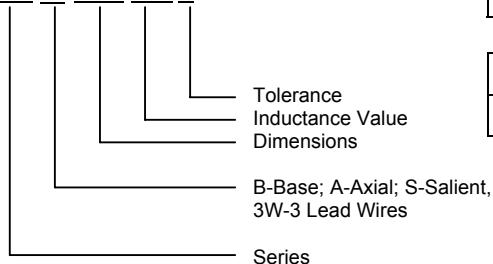 Tolerance
Inductance Value
Dimensions
B-Base; A-Axial; S-Salient,
3W-3 Lead Wires
Series